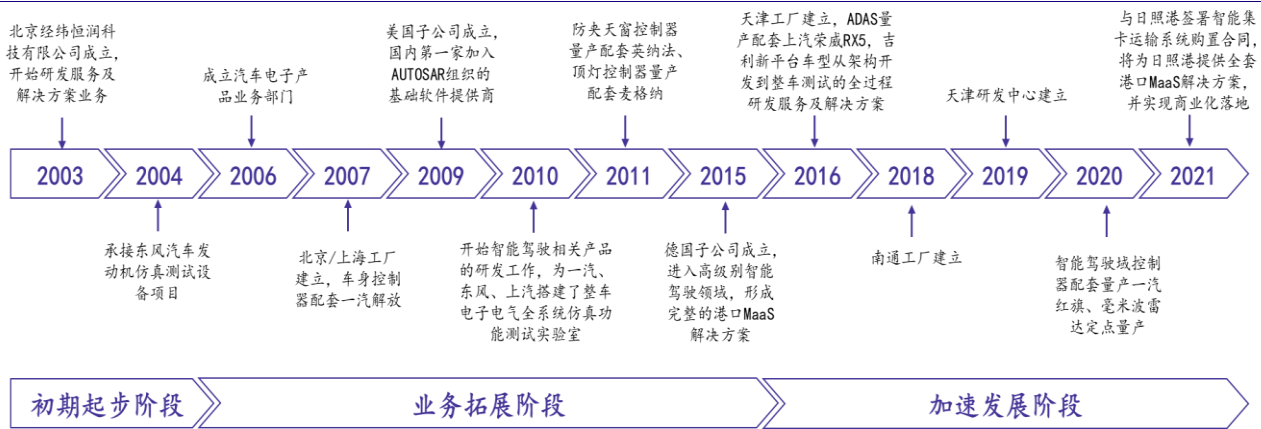 北京经纬恒润科
技有限公司成立,
开始研发服务及
解决方案业务
成立汽车电子产
品业务部门
美国子公司成立,
国内第一家加入
AUTOSAR组织的
基础软件提供商
防夹天窗控制器
量产配套英纳法、
顶灯控制器量产
配套麦格纳
天津工厂建立, ADAS量
产配套上汽荣威RX5, 吉
利新平台车型从架构开
发到整车测试的全过程
研发服务及解决方案
天津研发中心建立
与日照港签署智能集
卡运输系统购置合同,
将为日照港提供全套
港口MaaS解决方案,
并实现商业化落地
2003 2004 2006 2007 2009 2010 2011 2015 2016 2018 2019 2020 2021
承接东风汽车发
动机仿真测试设
备项目
北京/上海工厂
建立, 车身控制
器配套一汽解放
开始智能驾驶相关产品
的研发工作, 为一汽、
东风、上汽搭建了整车
电子电气全系统仿真功
能测试实验室
德国子公司成立,
进入高级别智能
驾驶领域, 形成
完整的港口MaaS
解决方案
南通工厂建立
智能驾驶域控制
器配套量产一汽
红旗、毫米波雷
达定点量产
初期起步阶段 业务拓展阶段 加速发展阶段